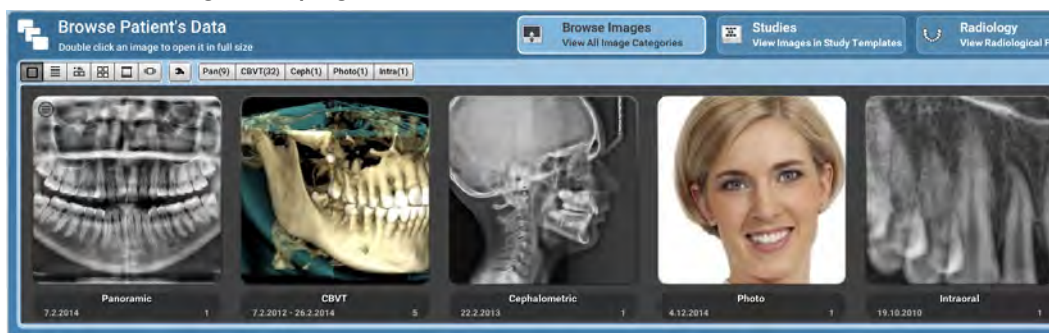 Browse Patient's Data
Double click an image to open it in full size
Browse Images
View All Image Categories
Studies
View Images in Study Templates
Radiology
View Radiological
Pan(9) CBVT(32) Ceph(1) Photo(1) Intra(1)
Panoramic
7.2.2014 1
CBVT
7.2.2012 - 26.2.2014 5
Cephalometric
22.2.2013 1
Photo
4.12.2014 1
Intraoral
19.10.2010 1